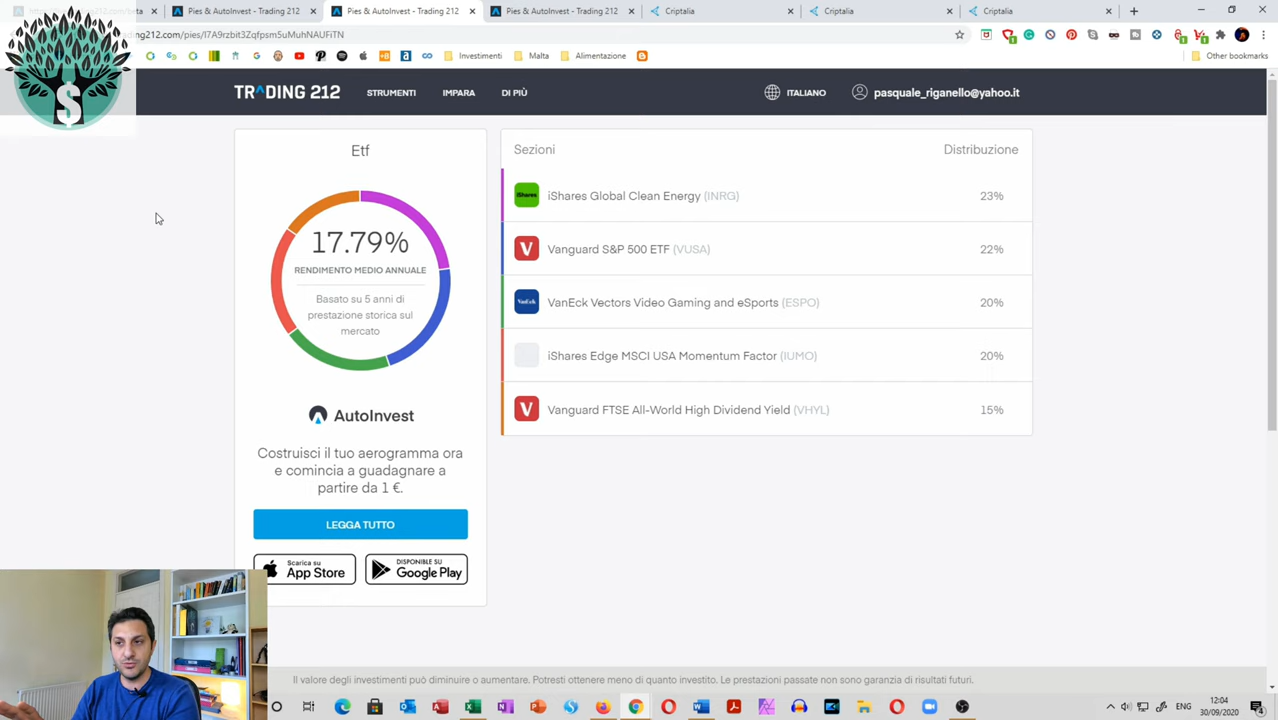 Pies & AutoInvest - Trading 212
Pies & AutoInvest - Trading 212
Pies & AutoInvest - Trading 212
Criptalia
Criptalia
Criptalia
ding212.com/pies/I7A9rzbit3Zqfpsm5uMuhNAUFiTN
Investimenti
Malta
Alimentazione
Other bookmarks
TRADING 212
STRUMENTI
IMPARA
DI PIÙ
ITALIANO
pasquale_riganello@yahoo.it
Etf
17.79%
RENDIMENTO MEDIO ANNUALE
Basato su 5 anni di
prestazione storica sul
mercato
AutoInvest
Costruisci il tuo aerogramma ora
e comincia a guadagnare a
partire da 1 €.
LEGGA TUTTO
Scarica su
App Store
DISPONIBILE SU
Google Play
Sezioni
Distribuzione
iShares Global Clean Energy (INRG)
23%
Vanguard S&P 500 ETF (VUSA)
22%
VanEck Vectors Video Gaming and eSports (ESPO)
20%
iShares Edge MSCI USA Momentum Factor (IUMO)
20%
Vanguard FTSE All-World High Dividend Yield (VHYL)
15%
Il valore degli investimenti può diminuire o aumentare. Potresti ottenere meno di quanto investito. Le prestazioni passate non sono garanzia di risultati futuri.
ENG
12:04
30/09/2020